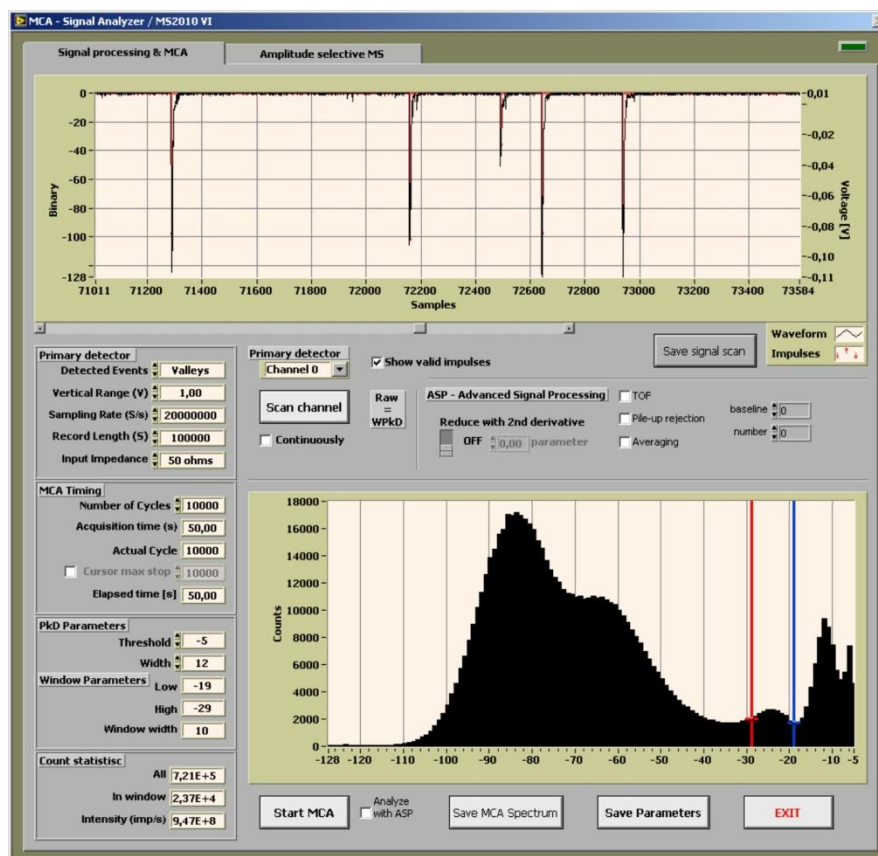 MCA - Signal Analyzer / MS2010 VI
Signal processing & MCA
Amplitude selective MS
0
-20
-40
-60
-80
-100
-128
Binary
-0,01
-0,02
-0,04
-0,06
-0,08
-0,10
-0,11
Voltage [V]
71011 71200 71400 71600 71800 72000 72200 72400 72600 72800 73000 73200 73400 73584
Samples
Waveform
Impulses
Save signal scan
Primary detector
Detected Events Valleys
Vertical Range (V) 1,00
Sampling Rate (S/s) 20000000
Record Length (S) 100000
Input Impedance 50 ohms
Primary detector
Channel 0
Show valid impulses
Scan channel
Continuously
Raw
=
WPkD
ASP - Advanced Signal Processing
Reduce with 2nd derivative
OFF 0,00 parameter
TOF
Pile-up rejection
Averaging
baseline 0
number 0
MCA Timing
Number of Cycles 10000
Acquisition time (s) 50,00
Actual Cycle 10000
Cursor max stop 10000
Elapsed time [s] 50,00
PkD Parameters
Threshold -5
Width 12
Window Parameters
Low -19
High -29
Window width 10
Count statistisc
All 7,21E+5
In window 2,37E+4
Intensity (imp/s) 9,47E+8
18000
16000
14000
12000
10000
8000
6000
4000
2000
0
Counts
-128 -120 -110 -100 -90 -80 -70 -60 -50 -40 -30 -20 -10 -5
Start MCA
Analyze
with ASP
Save MCA Spectrum
Save Parameters
EXIT